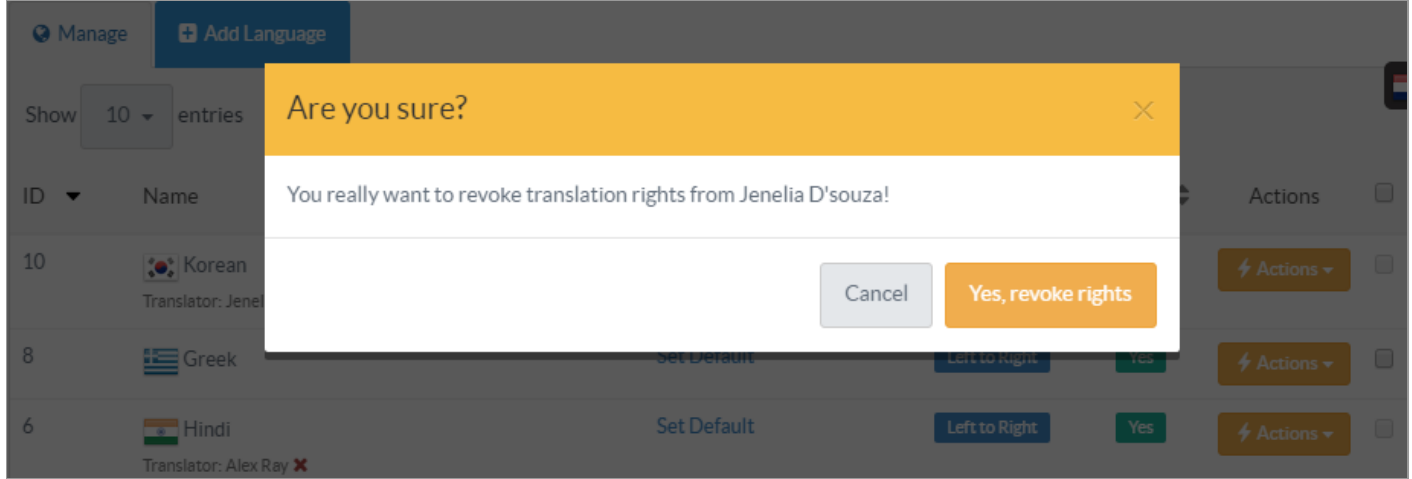 Manage Add Language
Show 10 entries
Are you sure?
You really want to revoke translation rights from Jenelia D'souza!
Cancel Yes, revoke rights
ID Name Actions
10 Korean Actions
Translator: Jenel
8 Greek Set Default Left to Right Yes Actions
6 Hindi Set Default Left to Right Yes Actions
Translator: Alex Ray